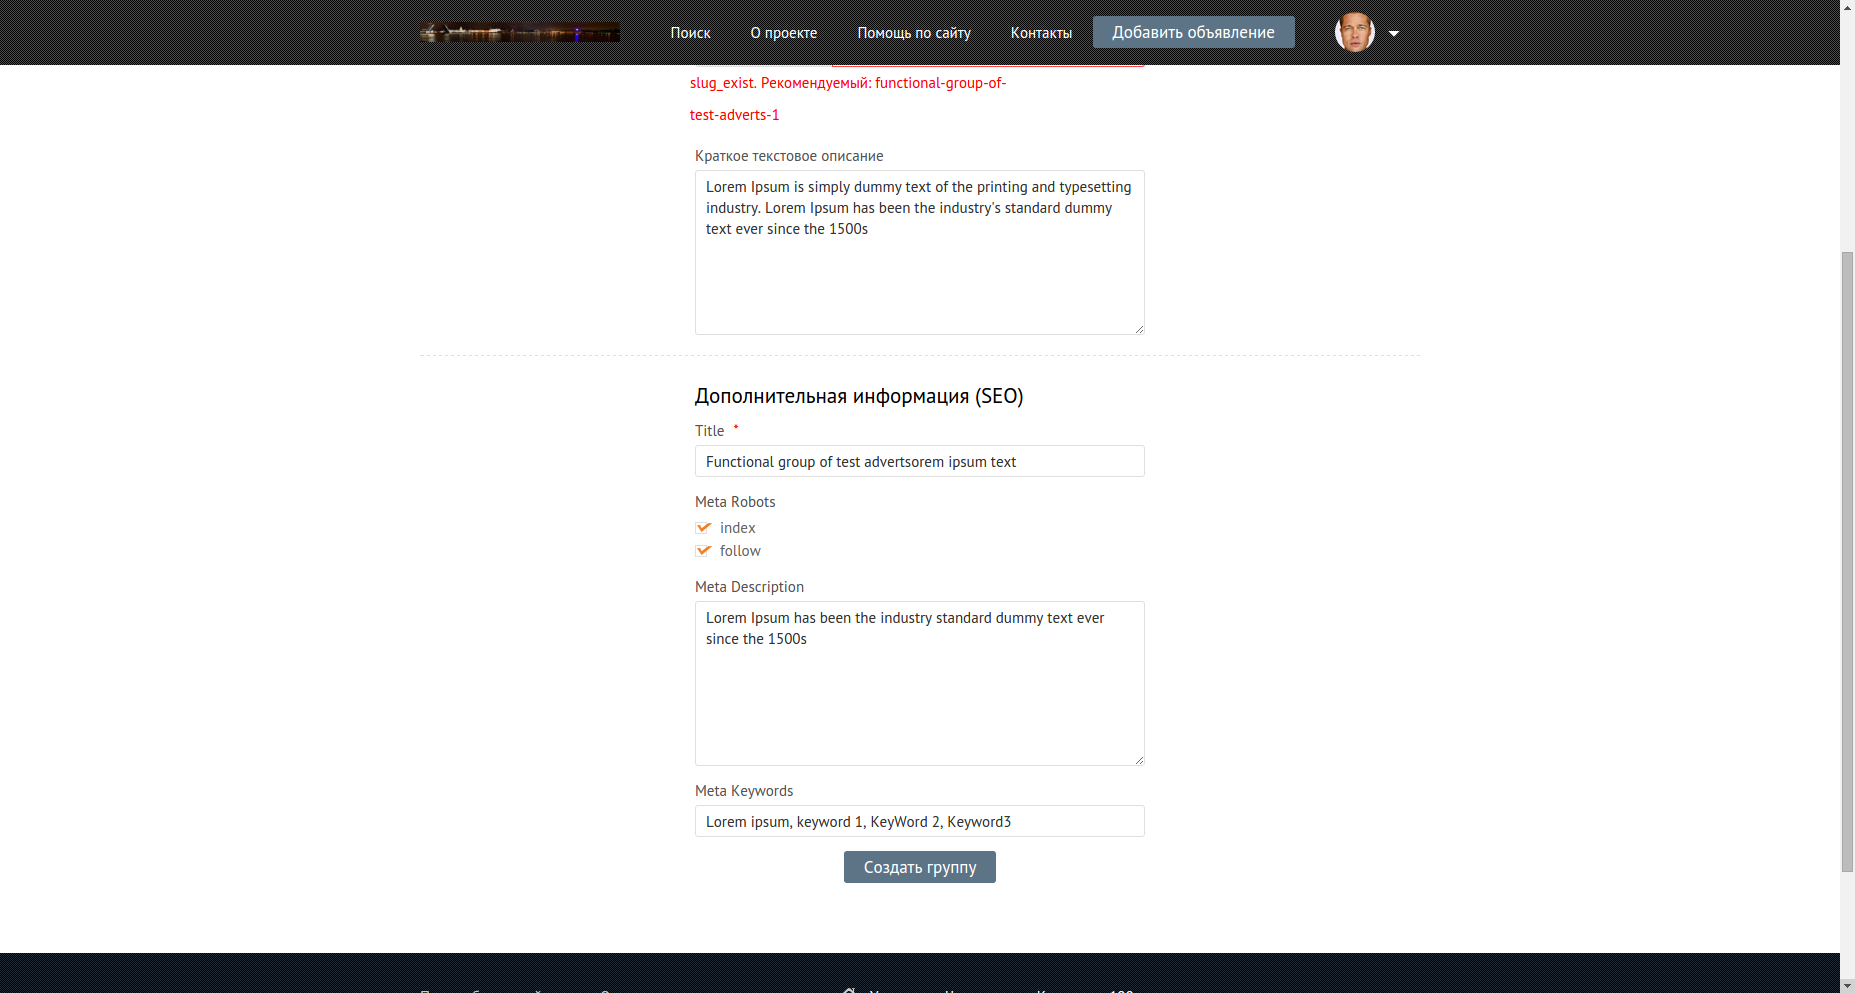 Поиск О проекте Помощь по сайту Контакты Добавить объявление
slug_exist. Рекомендуемый: functional-group-of-
test-adverts-1
Краткое текстовое описание
Lorem Ipsum is simply dummy text of the printing and typesetting
industry. Lorem Ipsum has been the industry's standard dummy
text ever since the 1500s
Дополнительная информация (SEO)
Title *
Functional group of test advertsorem ipsum text
Meta Robots
index
follow
Meta Description
Lorem Ipsum has been the industry standard dummy text ever
since the 1500s
Meta Keywords
Lorem ipsum, keyword 1, KeyWord 2, Keyword3
Создать группу